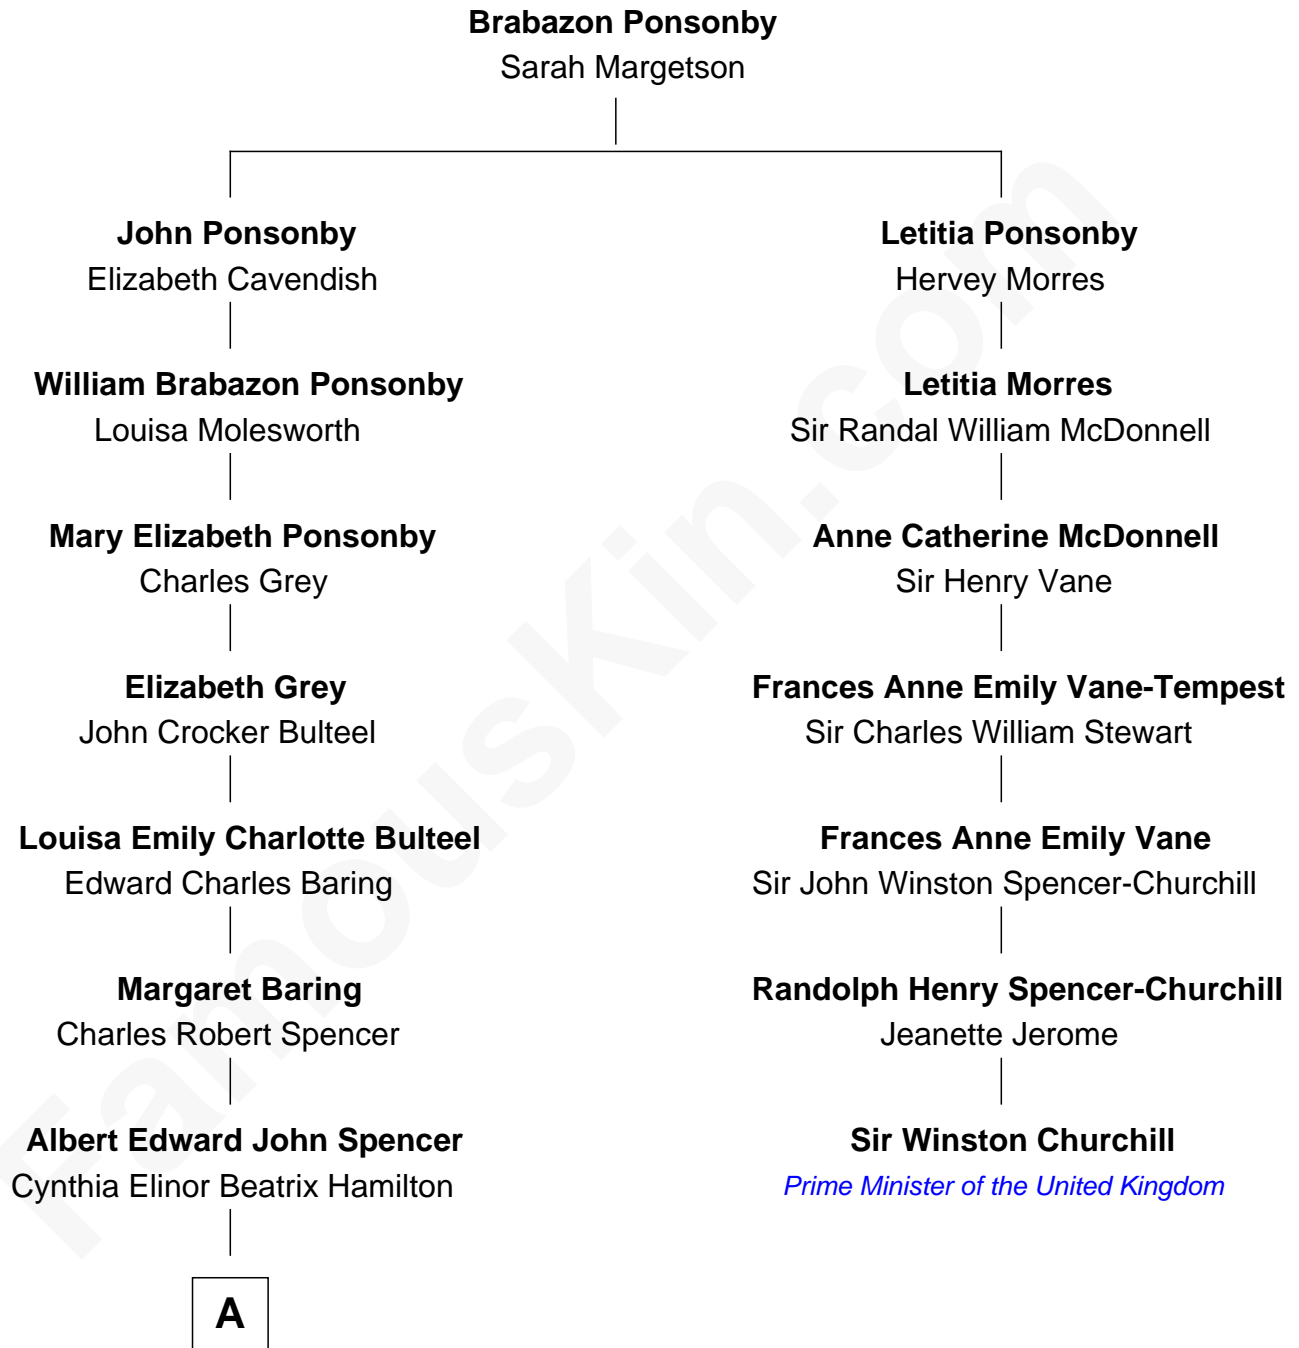 Brabazon Ponsonby
Sarah Margetson
John Ponsonby
Elizabeth Cavendish
Letitia Ponsonby
Hervey Morres
William Brabazon Ponsonby
Louisa Molesworth
Letitia Morres
Sir Randal William McDonnell
Mary Elizabeth Ponsonby
Charles Grey
Anne Catherine McDonnell
Sir Henry Vane
Elizabeth Grey
John Crocker Bulteel
Frances Anne Emily Vane-Tempest
Sir Charles William Stewart
Louisa Emily Charlotte Bulteel
Edward Charles Baring
Frances Anne Emily Vane
Sir John Winston Spencer-Churchill
Margaret Baring
Charles Robert Spencer
Randolph Henry Spencer-Churchill
Jeanette Jerome
Albert Edward John Spencer
Cynthia Elinor Beatrix Hamilton
Sir Winston Churchill
Prime Minister of the United Kingdom
A
FamousKin.com